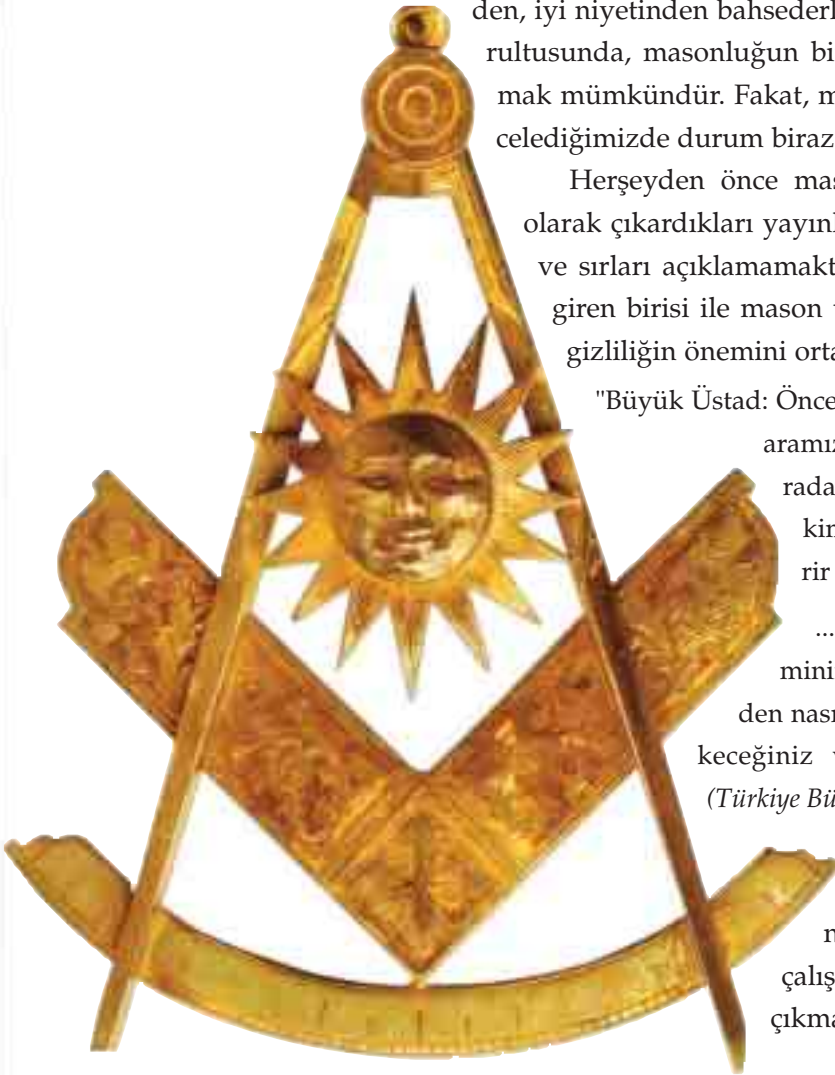 den, iyi niyetinden bahsederl
rultusunda, masonluğun bi
mak mümkündür. Fakat, m
celediğimizde durum biraz
Herşeyden önce mas
olarak çıkardıkları yayınl
ve sırları açıklamamakt
giren birisi ile mason
gizliliğin önemini orta
"Büyük Üstad: Önce
aramız
rada
kin
rir
...
mini
den nası
keceğiniz
(Türkiye Bü
çalış
çıkma